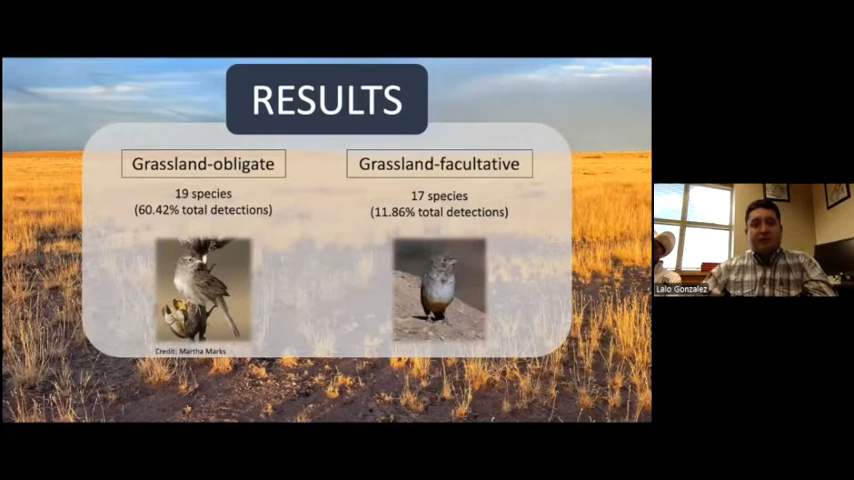 RESULTS
Grassland-obligate
19 species
(60.42% total detections)
Credit: Martha Marks
Grassland-facultative
17 species
(11.86% total detections)
Lalo Gonzalez